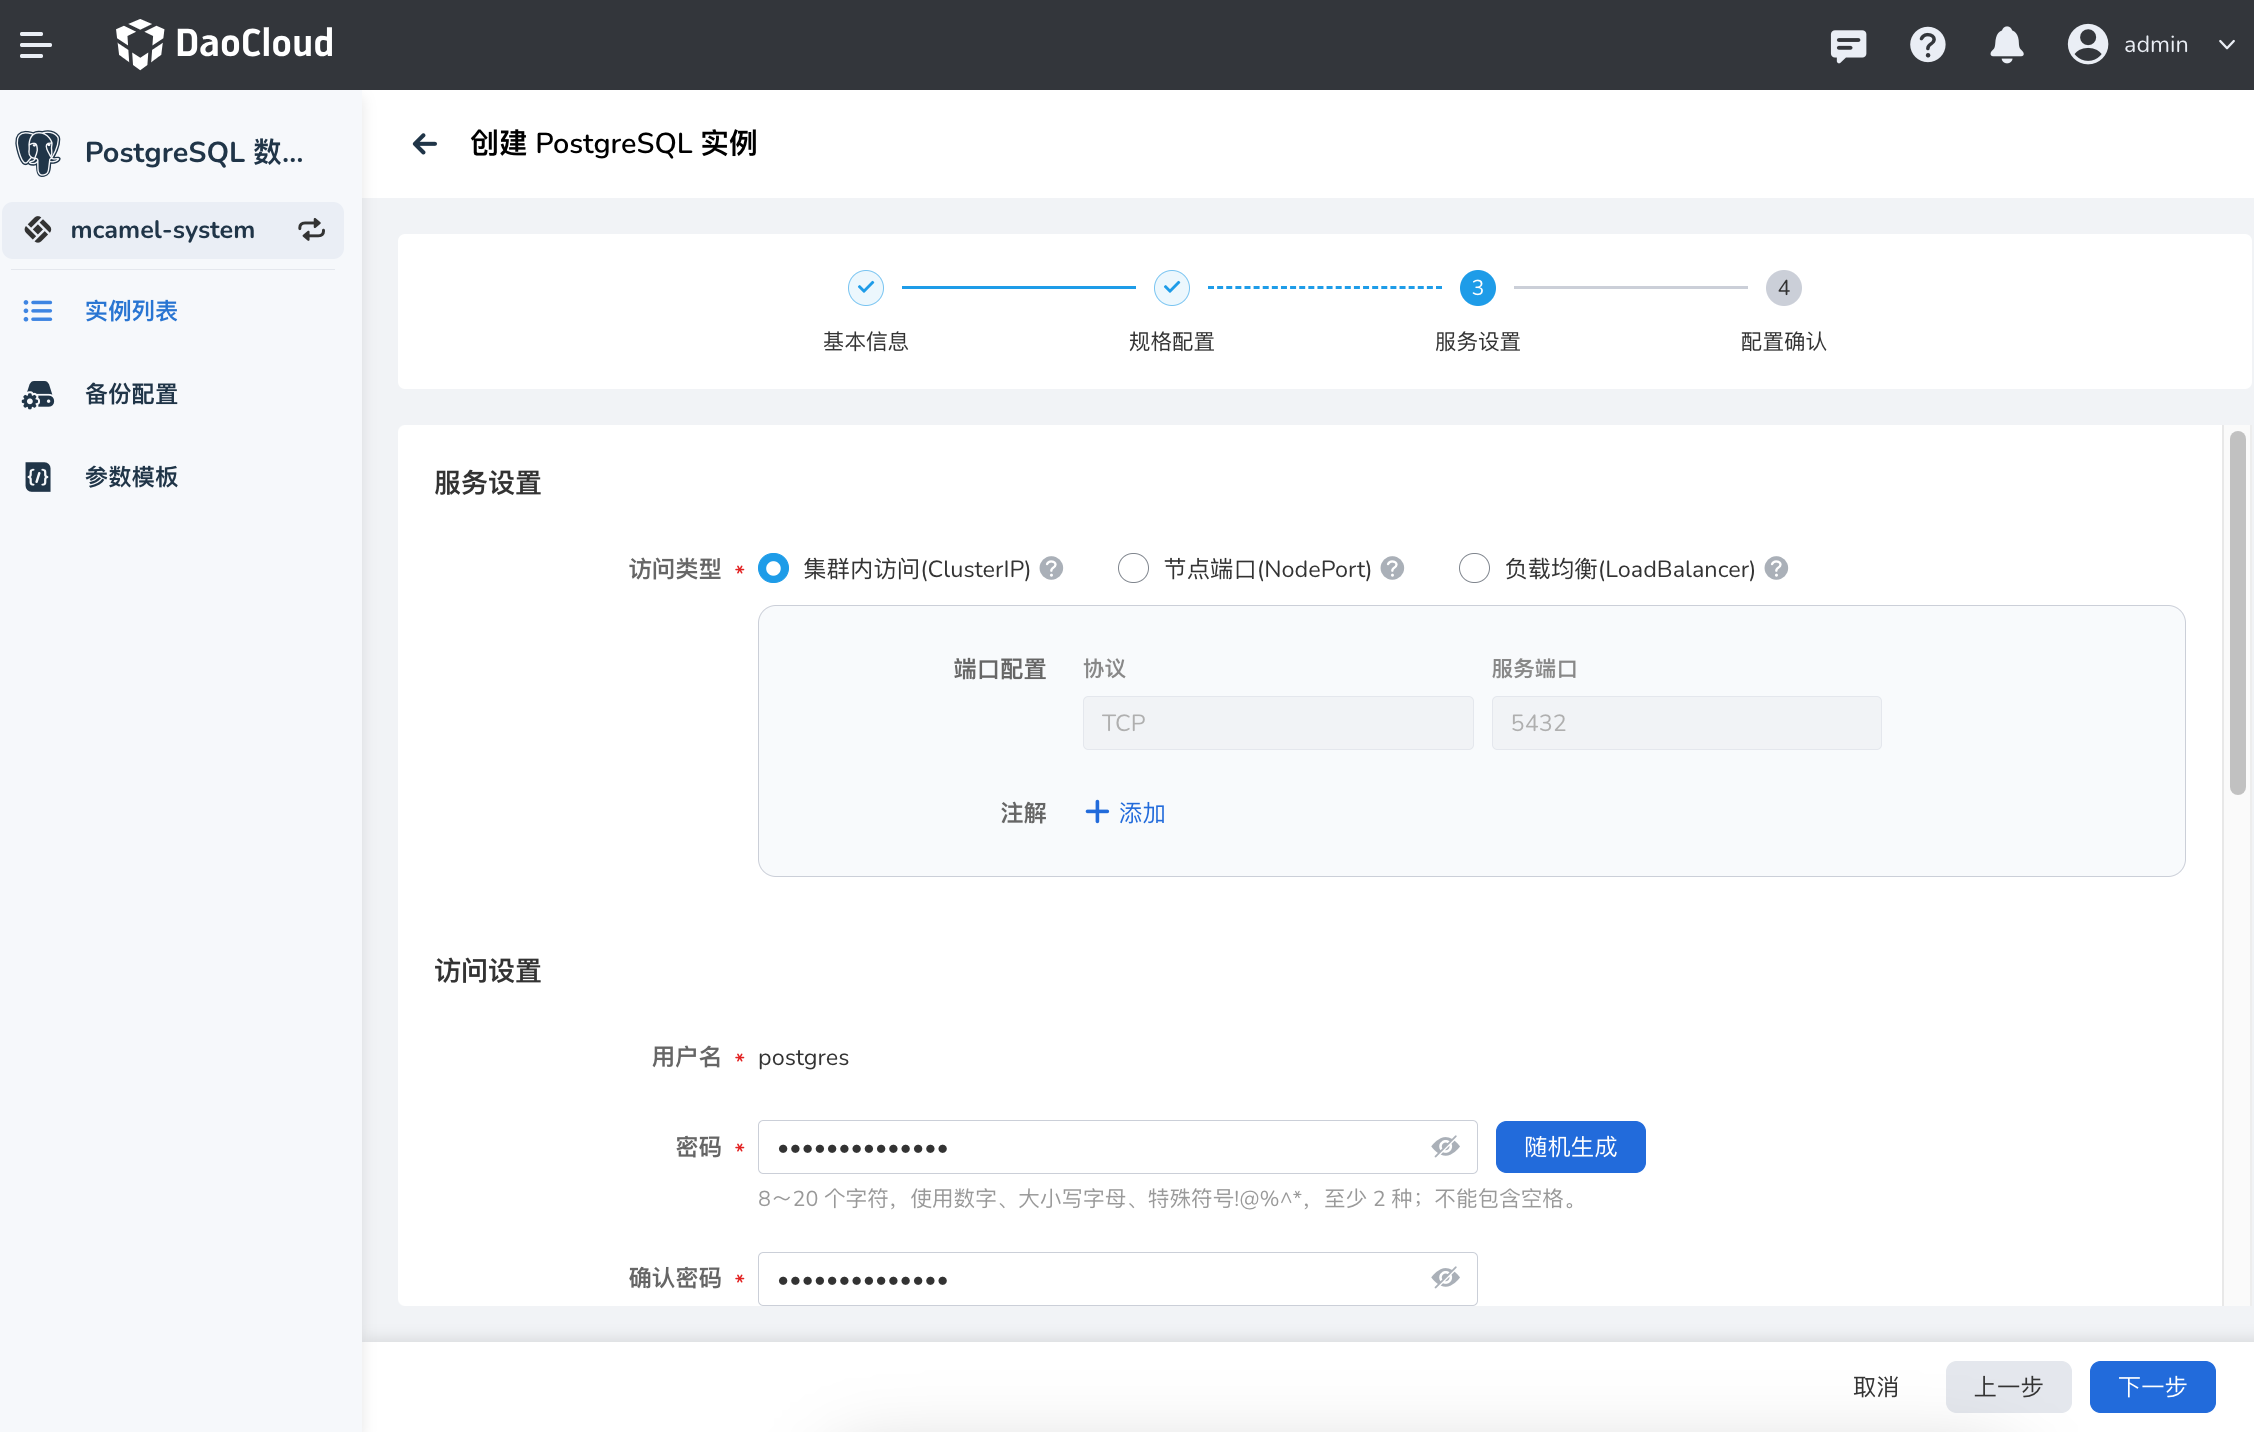 DaoCloud
admin
PostgreSQL 数...
mcamel-system
实例列表
备份配置
参数模板
创建 PostgreSQL 实例
3
4
基本信息
规格配置
服务设置
配置确认
服务设置
访问类型 *
集群内访问(ClusterIP)
节点端口(NodePort)
负载均衡(LoadBalancer)
端口配置
协议
服务端口
TCP
5432
注解
添加
访问设置
用户名 *
postgres
密码 *
••••••••••••••
随机生成
8～20 个字符，使用数字、大小写字母、特殊符号!@%^*，至少 2 种；不能包含空格。
确认密码 *
••••••••••••••
取消
上一步
下一步